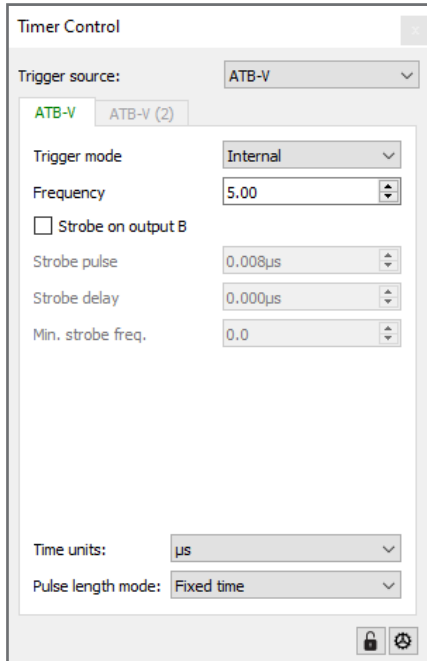 Timer Control
x
Trigger source: ATB-V
ATB-V ATB-V (2)
Trigger mode Internal
Frequency 5.00
Strobe on output B
Strobe pulse 0.008µs
Strobe delay 0.000µs
Min. strobe freq. 0.0
Time units: µs
Pulse length mode: Fixed time